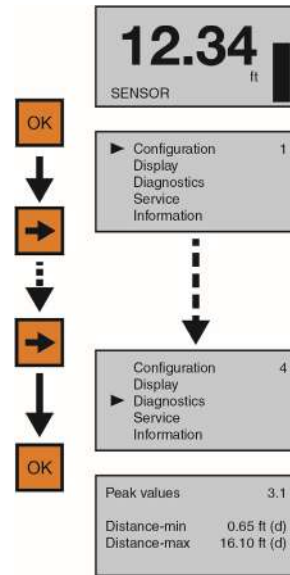 12.34
ft
SENSOR
OK
Configuration 1
Display
Diagnostics
Service
Information
Configuration 4
Display
Diagnostics
Service
Information
OK
Peak values 3.1
Distance-min 0.65 ft (d)
Distance-max 16.10 ft (d)